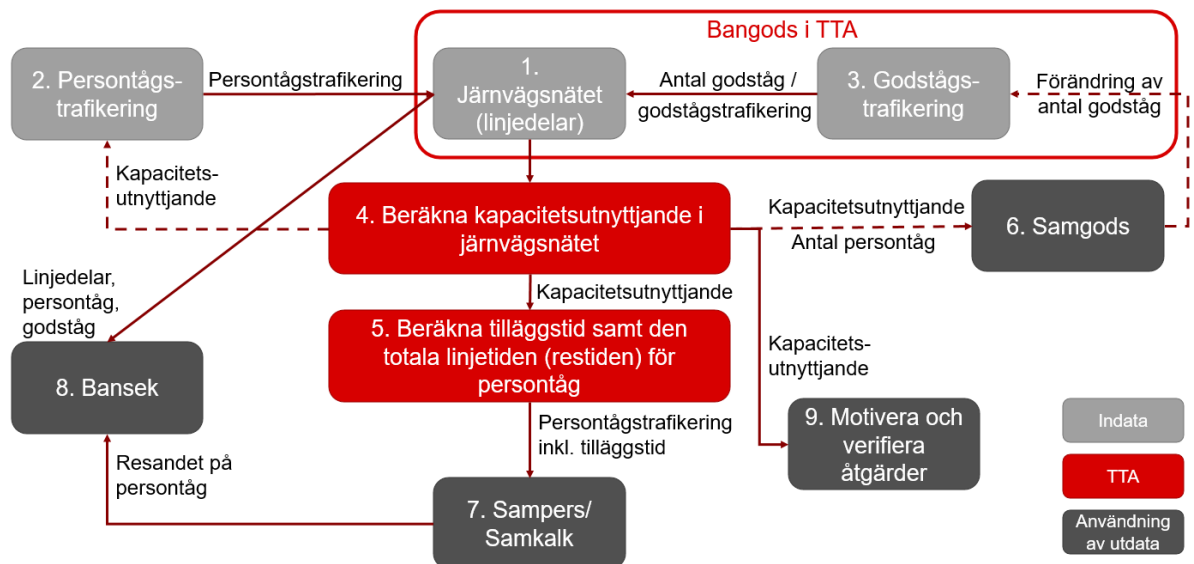 Bangods i TTA
2. Persontågs-
trafikering
Persontågstrafikering
1.
Järnvägsnätet
(linjedelar)
Antal godståg /
godstågstrafikering
3. Godstågs-
trafikering
Förändring av
antal godståg
Kapacitets-
utnyttjande
4. Beräkna kapacitetsutnyttjande i
järnvägsnätet
Kapacitetsutnyttjande
Antal persontåg
6. Samgods
Linjedelar,
persontåg,
godståg
Kapacitetsutnyttjande
5. Beräkna tilläggstid samt den
totala linjetiden (restiden) för
persontåg
Kapacitets-
utnyttjande
8. Bansek
Persontågstrafikering
inkl. tilläggstid
9. Motivera och
verifiera
åtgärder
Resandet på
persontåg
7. Sampers/
Samkalk
Indata
TTA
Användning
av utdata